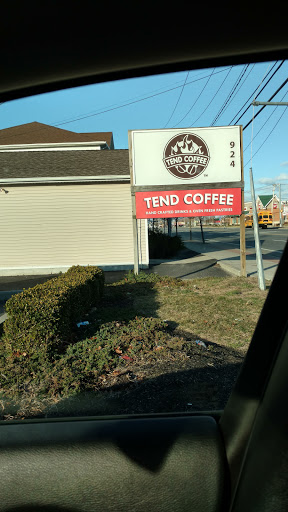 TEND COFFEE
924
TEND COFFEE
HAND CRAFTED DRINKS & OVEN FRESH PASTRIES